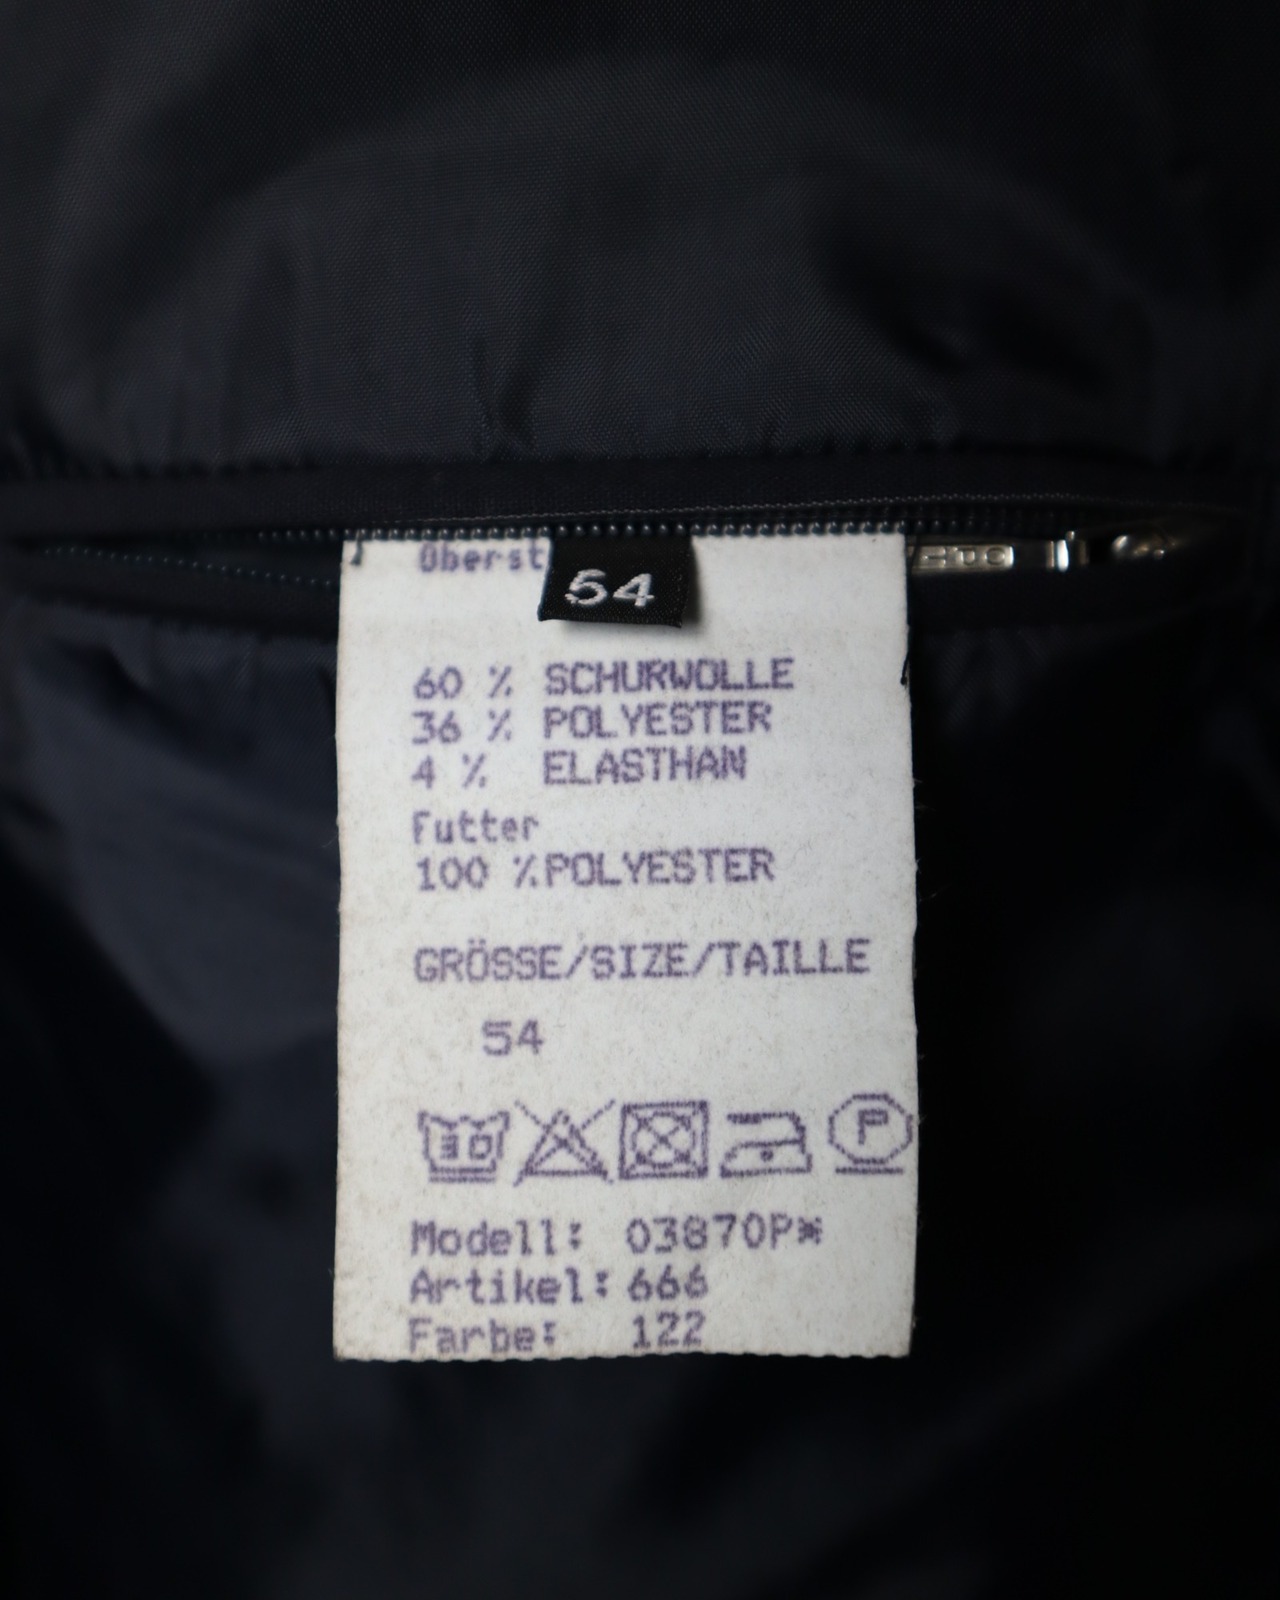 Oberst
54
60 % SCHURWOLLE
36 % POLYESTER
4 % ELASTHAN
Futter
100 %POLYESTER
GRÖSSE/SIZE/TAILLE
54
30
P
Modell: 03870P*
Artikel: 666
Farbe: 122